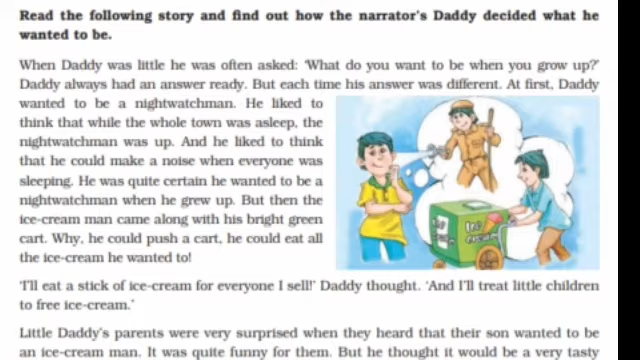 Read the following story and find out how the narrator's Daddy decided what he
wanted to be.
When Daddy was little he was often asked: 'What do you want to be when you grow up?'
Daddy always had an answer ready. But each time his answer was different. At first, Daddy
wanted to be a nightwatchman. He liked to
think that while the whole town was asleep, the
nightwatchman was up. And he liked to think
that he could make a noise when everyone was
sleeping. He was quite certain he wanted to be a
nightwatchman when he grew up. But then the
ice-cream man came along with his bright green
cart. Why, he could push a cart, he could eat all
the ice-cream he wanted to!
'I'll eat a stick of ice-cream for everyone I sell!' Daddy thought. 'And I'll treat little children
to free ice-cream.'
Little Daddy's parents were very surprised when they heard that their son wanted to be
an ice-cream man. It was quite funny for them. But he thought it would be a very tasty